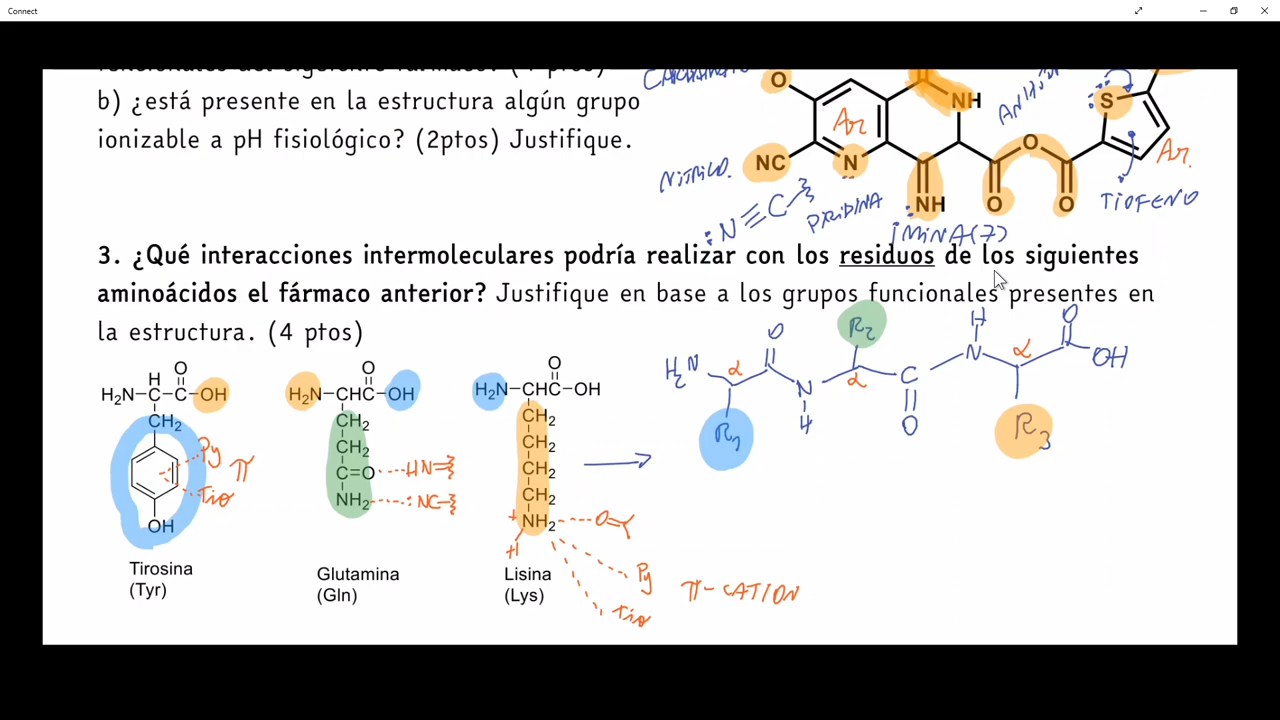 Connect
b) ¿está presente en la estructura algún grupo
ionizable a pH fisiológico? (2ptos) Justifique.
O
NH
S
Ar
NC
N
NH
O
O
O
Ar.
NITRILO.
:N≡C
PIRIDINA
IMINA(7)
TIOFENO
3. ¿Qué interacciones intermoleculares podría realizar con los residuos de los siguientes
aminoácidos el fármaco anterior? Justifique en base a los grupos funcionales presentes en
la estructura. (4 ptos)
H O
H₂N–C–C–OH
CH₂
Py
π
Tio
OH
Tirosina
(Tyr)
O
H₂N–CHC–OH
CH₂
CH₂
C=O HN
NH₂ :NC
Glutamina
(Gln)
O
H₂N–CHC–OH
CH₂
CH₂
CH₂
CH₂
+
NH₂ O=
H
Py
Tio
π-CATION
Lisina
(Lys)
H₂N α O N H R₂ α C O N H α O OH
R₁
R₃